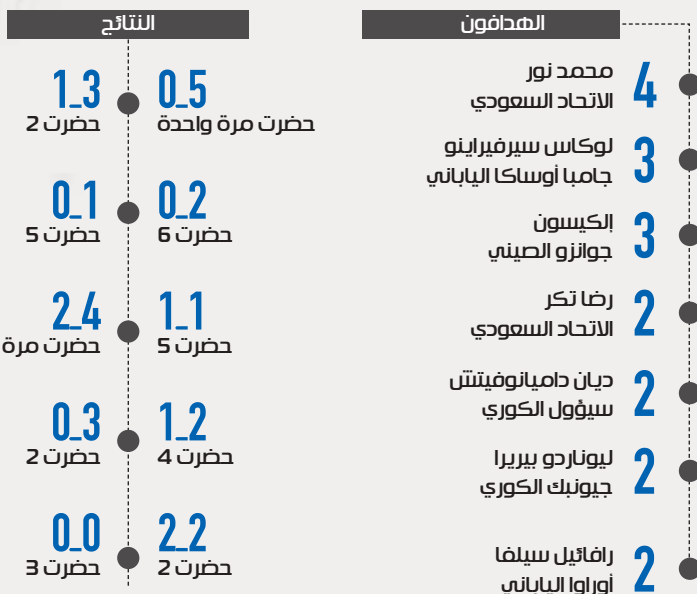 الهدافون
4
محمد نور
الاتحاد السعودي
3
لوكاس سيرفيراينو
جامبا أوساكا الياباني
3
إلكيسون
جوانزو الصيني
2
رضا تكر
الاتحاد السعودي
2
ديان داميانوفيتش
سيؤول الكوري
2
ليوناردو بيريرا
جيونبك الكوري
2
رافائيل سيلفا
أوراوا الياباني
النتائج
0_5
حضرت مرة واحدة
1_3
حضرت 2
0_2
حضرت 6
0_1
حضرت 5
1_1
حضرت 5
2_4
حضرت مرة
1_2
حضرت 4
0_3
حضرت 2
2_2
حضرت 2
0_0
حضرت 3